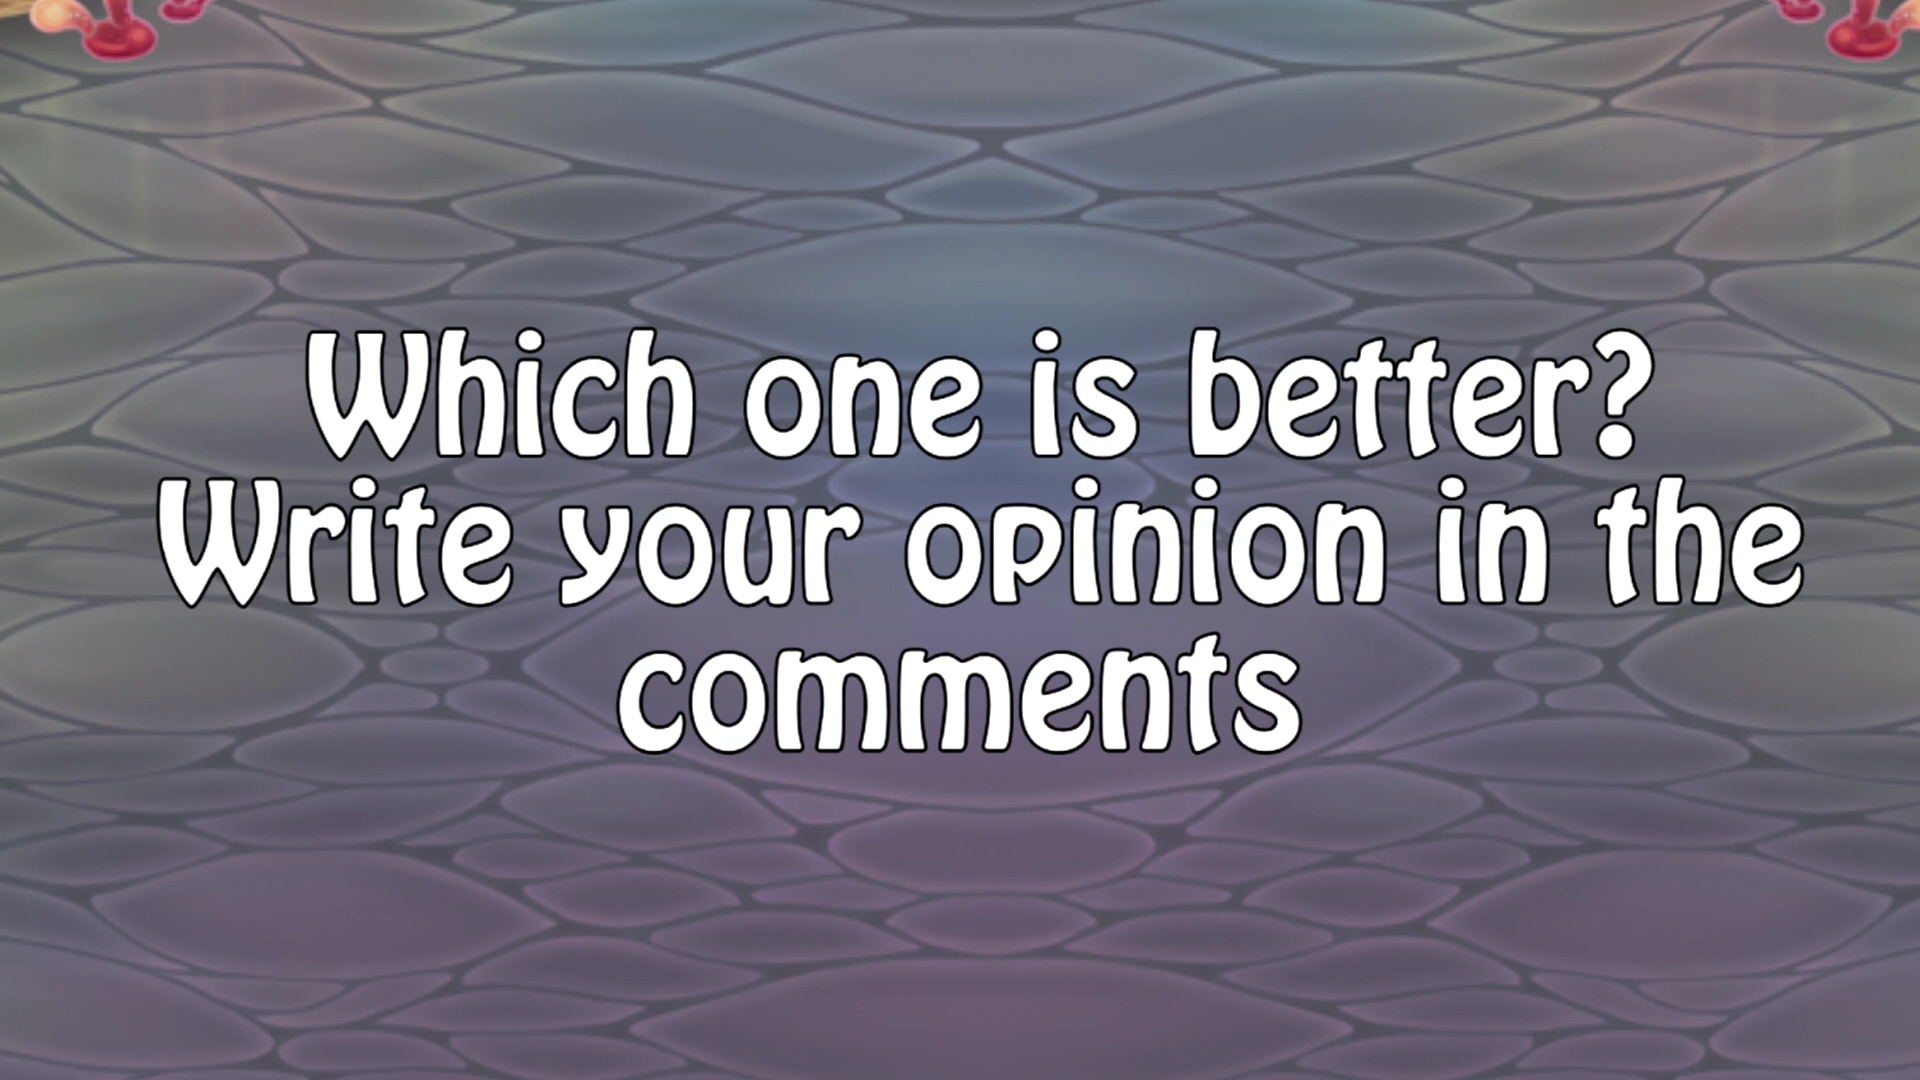 Which one is better?
Write your opinion in the
comments